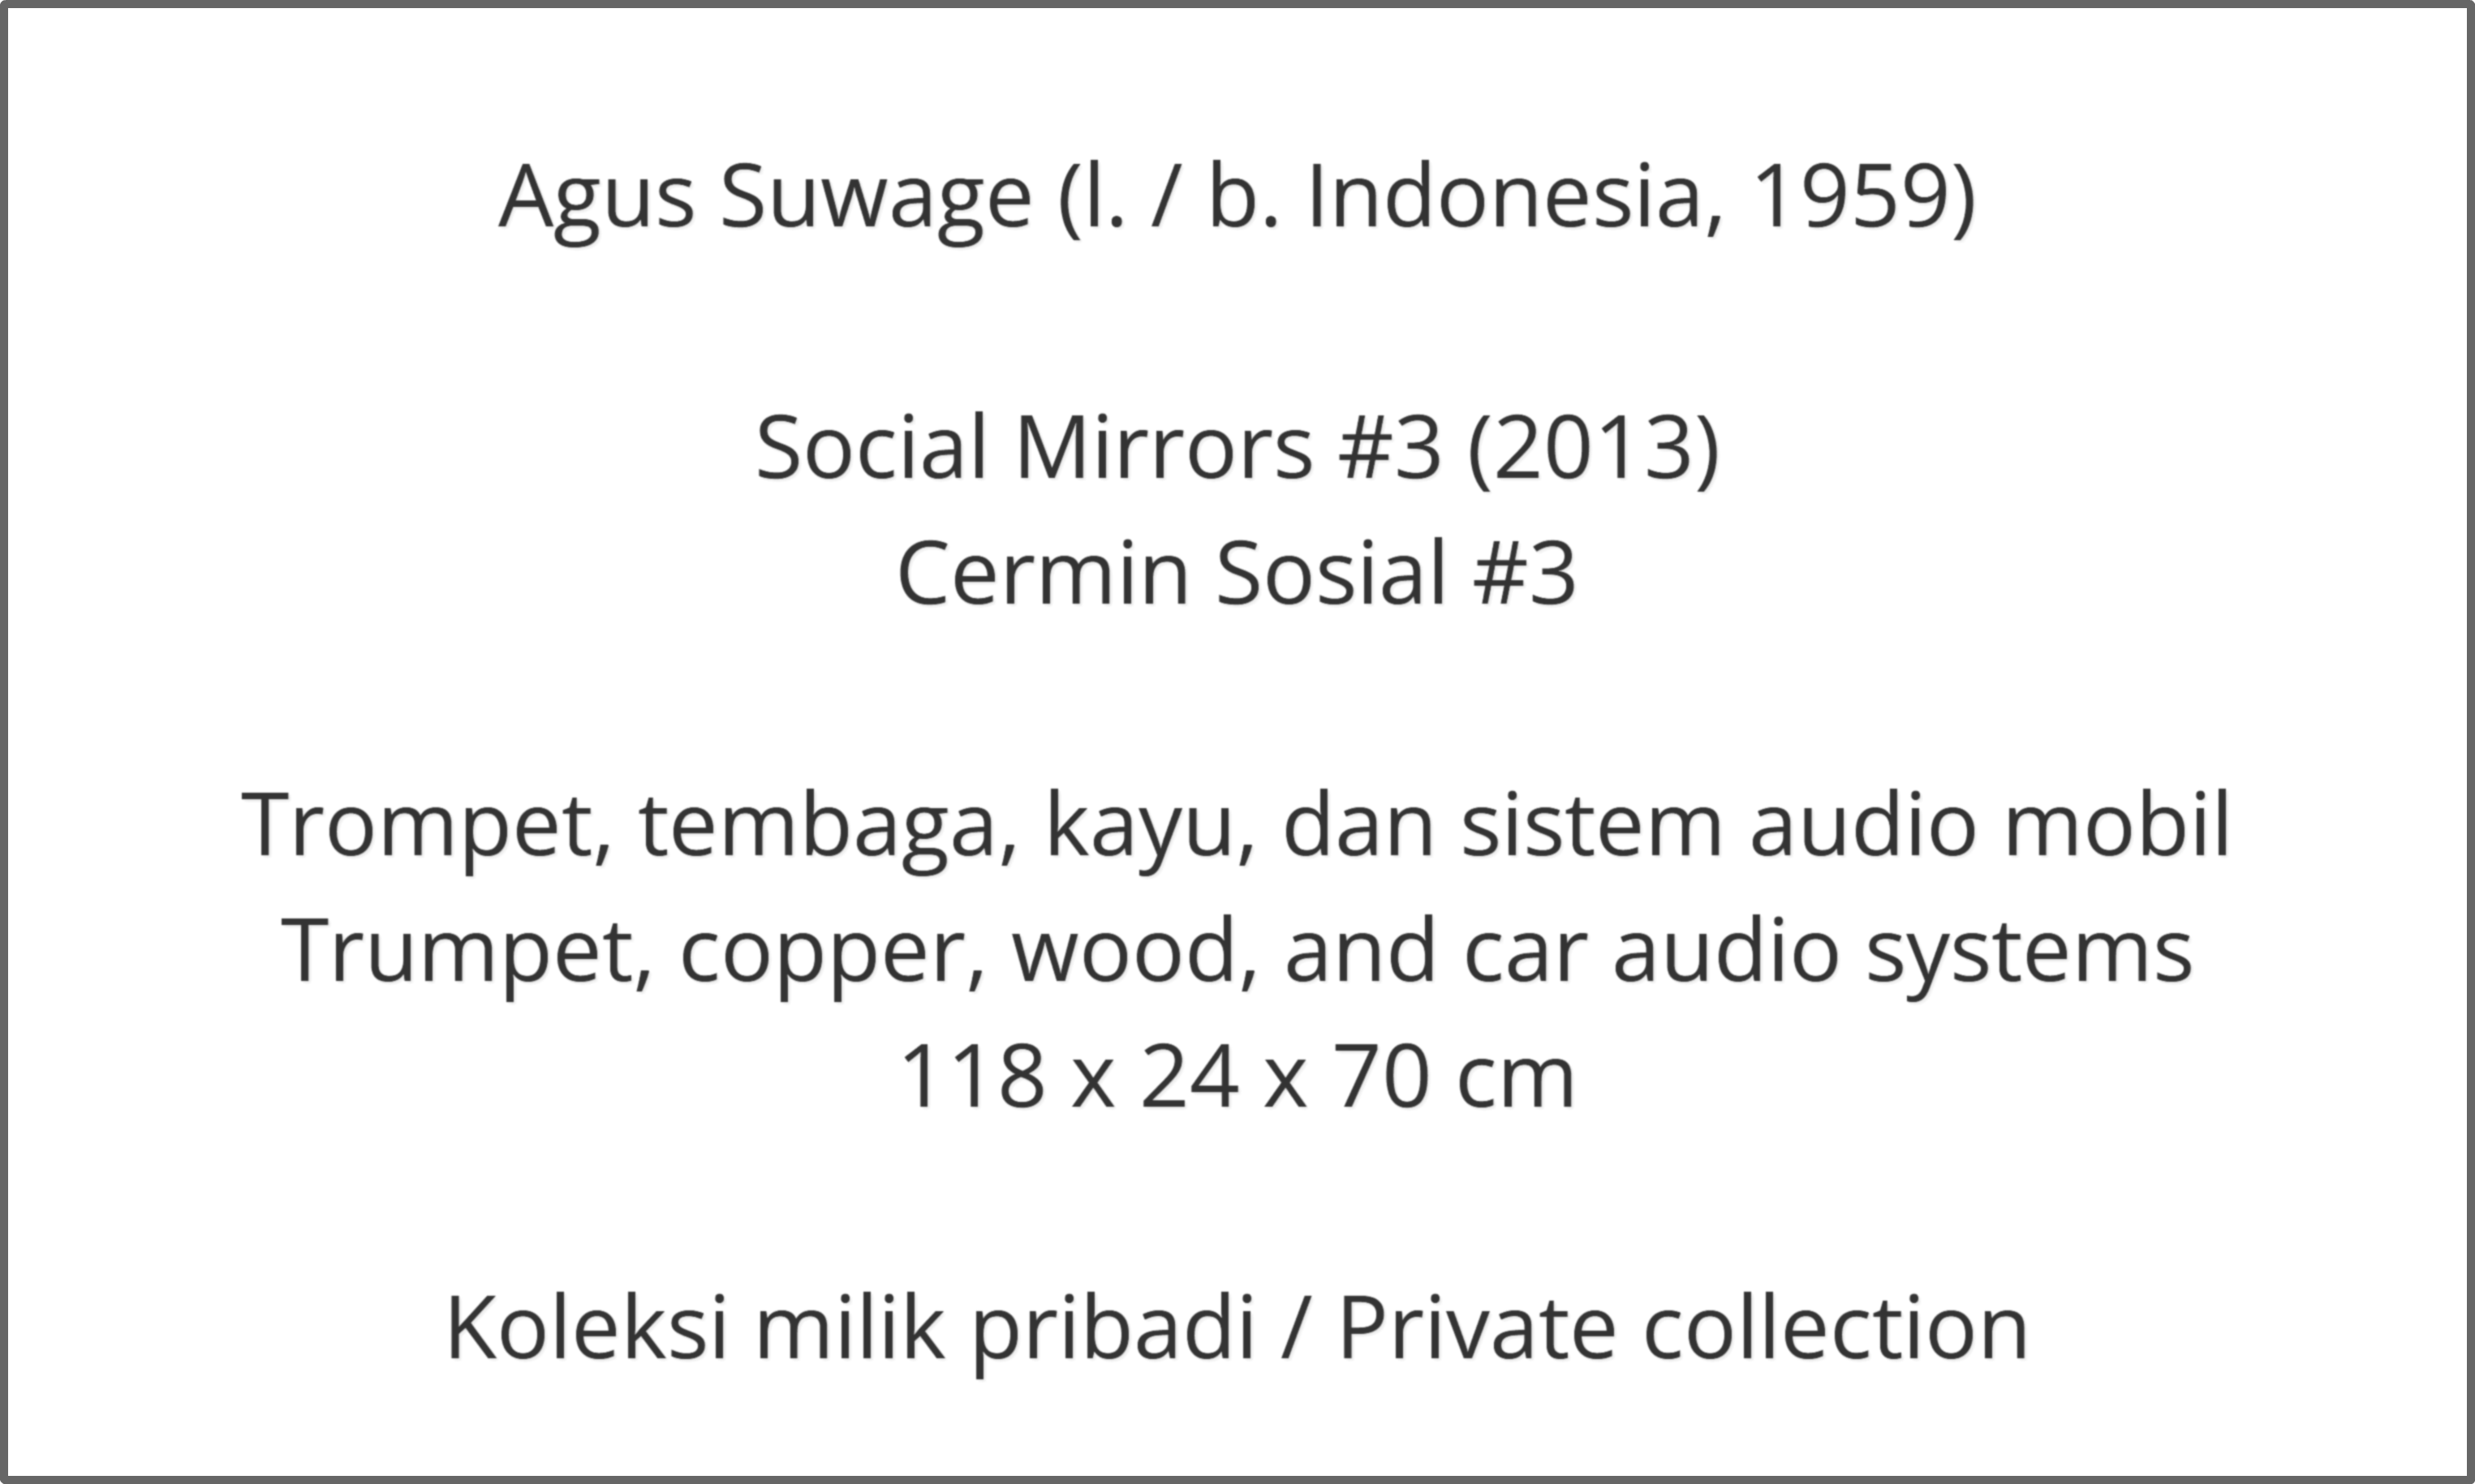 Agus Suwage (l. / b. Indonesia, 1959)
Social Mirrors #3 (2013)
Cermin Sosial #3
Trompet, tembaga, kayu, dan sistem audio mobil
Trumpet, copper, wood, and car audio systems
118 x 24 x 70 cm
Koleksi milik pribadi / Private collection